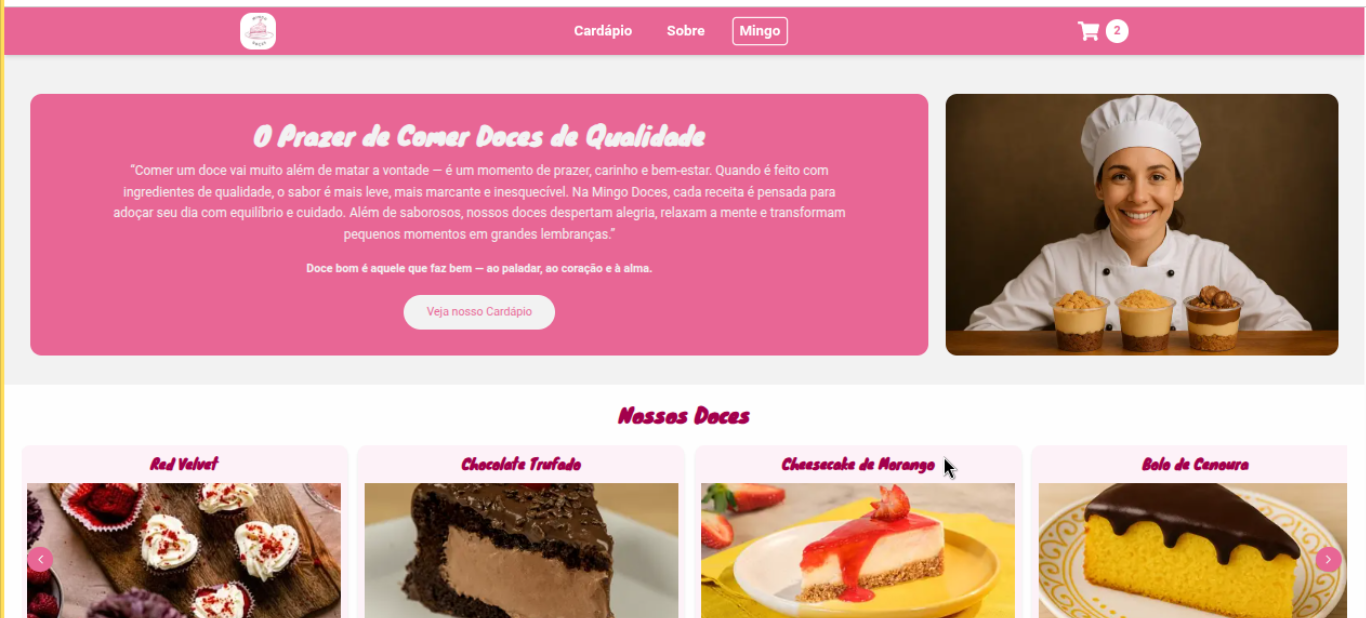 Cardápio Sobre Mingo 2
O Prazer de Comer Doces de Qualidade
“Comer um doce vai muito além de matar a vontade — é um momento de prazer, carinho e bem-estar. Quando é feito com
ingredientes de qualidade, o sabor é mais leve, mais marcante e inesquecível. Na Mingo Doces, cada receita é pensada para
adoçar seu dia com equilíbrio e cuidado. Além de saborosos, nossos doces despertam alegria, relaxam a mente e transformam
pequenos momentos em grandes lembranças.”
Doce bom é aquele que faz bem — ao paladar, ao coração e à alma.
Veja nosso Cardápio
Nossos Doces
Red Velvet
Chocolate Trufado
Cheesecake de Morango
Bolo de Cenoura